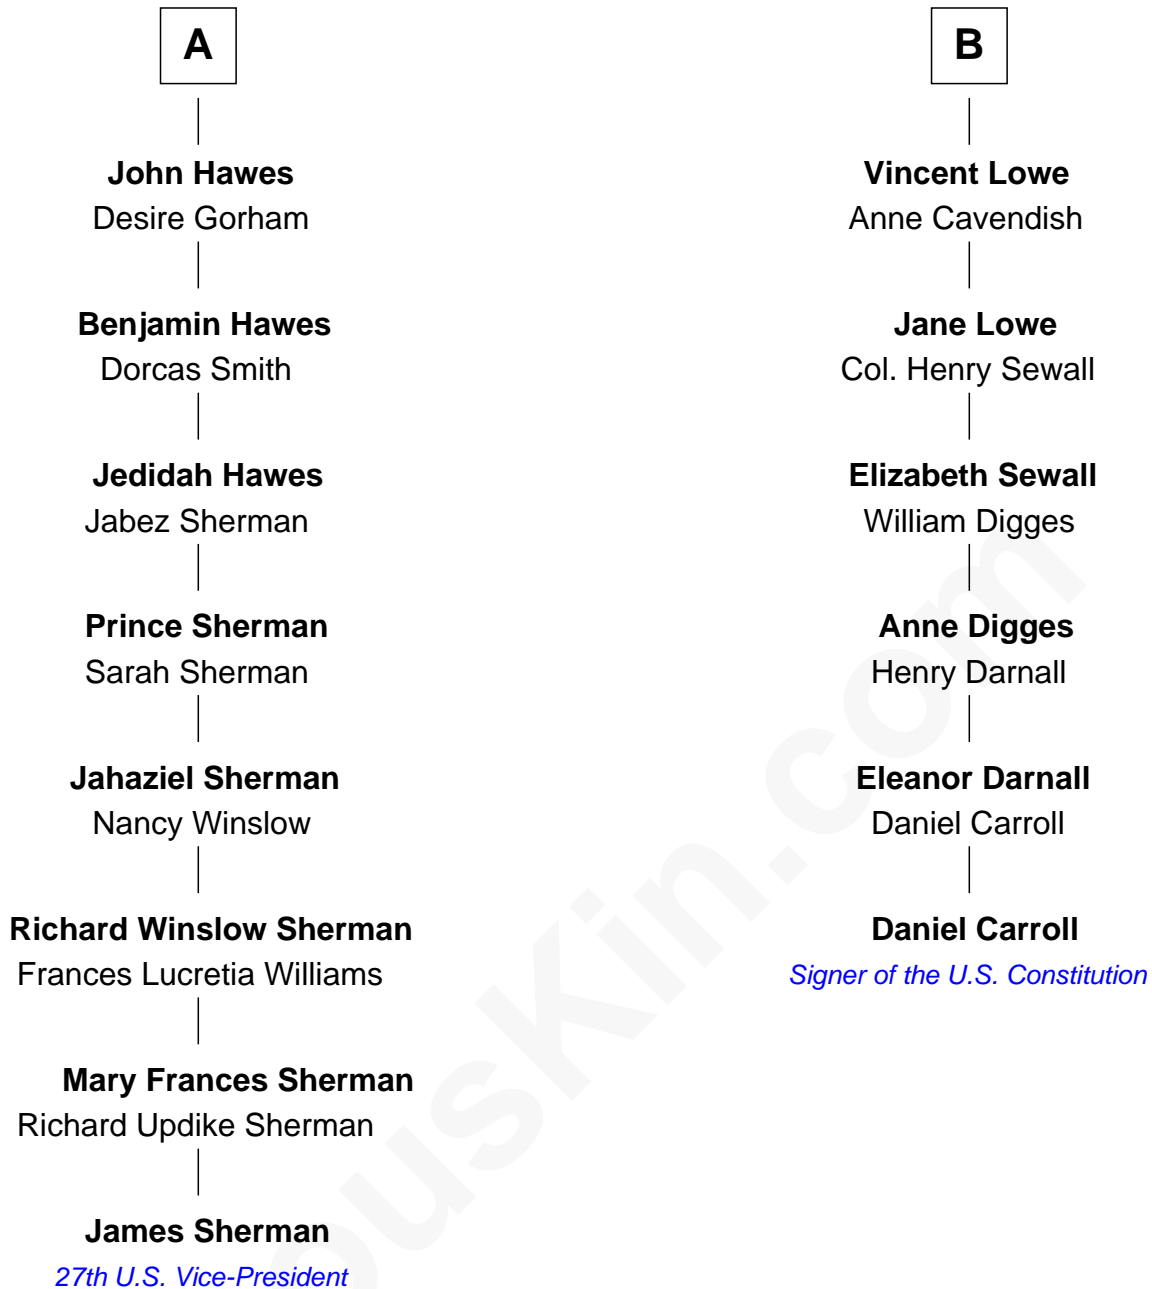 A
John Hawes
Desire Gorham
Benjamin Hawes
Dorcas Smith
Jedidah Hawes
Jabez Sherman
Prince Sherman
Sarah Sherman
Jahaziel Sherman
Nancy Winslow
Richard Winslow Sherman
Frances Lucretia Williams
Mary Frances Sherman
Richard Updike Sherman
James Sherman
27th U.S. Vice-President
B
Vincent Lowe
Anne Cavendish
Jane Lowe
Col. Henry Sewall
Elizabeth Sewall
William Digges
Anne Digges
Henry Darnall
Eleanor Darnall
Daniel Carroll
Daniel Carroll
Signer of the U.S. Constitution